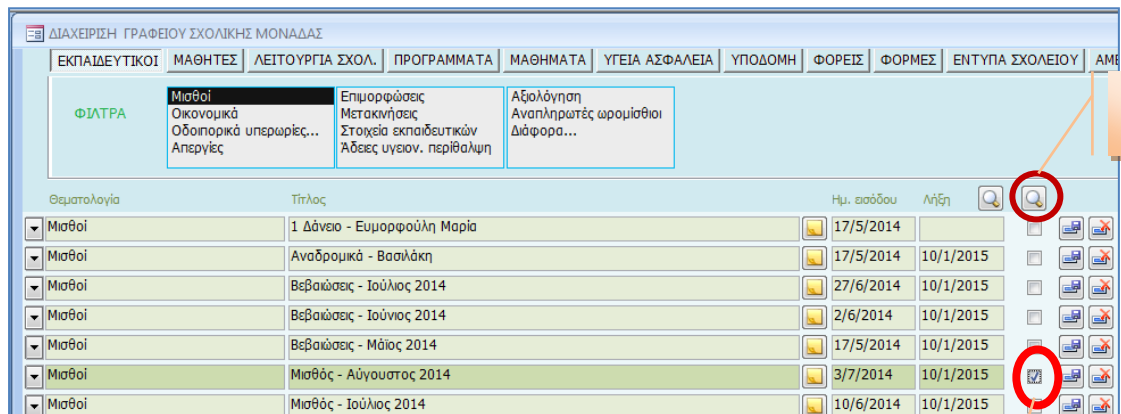 ΔΙΑΧΕΙΡΙΣΗ ΓΡΑΦΕΙΟΥ ΣΧΟΛΙΚΗΣ ΜΟΝΑΔΑΣ
ΕΚΠΑΙΔΕΥΤΙΚΟΙ ΜΑΘΗΤΕΣ ΛΕΙΤΟΥΡΓΙΑ ΣΧΟΛ. ΠΡΟΓΡΑΜΜΑΤΑ ΜΑΘΗΜΑΤΑ ΥΓΕΙΑ ΑΣΦΑΛΕΙΑ ΥΠΟΔΟΜΗ ΦΟΡΕΙΣ ΦΟΡΜΕΣ ΕΝΤΥΠΑ ΣΧΟΛΕΙΟΥ
ΦΙΛΤΡΑ
Μισθοί
Οικονομικά
Οδοιπορικά υπερωρίες...
Απεργίες
Επιμορφώσεις
Μετακινήσεις
Στοιχεία εκπαιδευτικών
Άδειες υγειον. περίθαλψη
Αξιολόγηση
Αναπληρωτές ωρομίσθιοι
Διάφορα...
Θεματολογία Τίτλος Ημ. εισόδου Λήξη
Μισθοί 1 Δάνειο - Ευμορφούλη Μαρία 17/5/2014
Μισθοί Αναδρομικά - Βασιλάκη 17/5/2014 10/1/2015
Μισθοί Βεβαιώσεις - Ιούλιος 2014 27/6/2014 10/1/2015
Μισθοί Βεβαιώσεις - Ιούνιος 2014 2/6/2014 10/1/2015
Μισθοί Βεβαιώσεις - Μάϊος 2014 17/5/2014 10/1/2015
Μισθοί Μισθός - Αύγουστος 2014 3/7/2014 10/1/2015
Μισθοί Μισθός - Ιούλιος 2014 10/6/2014 10/1/2015